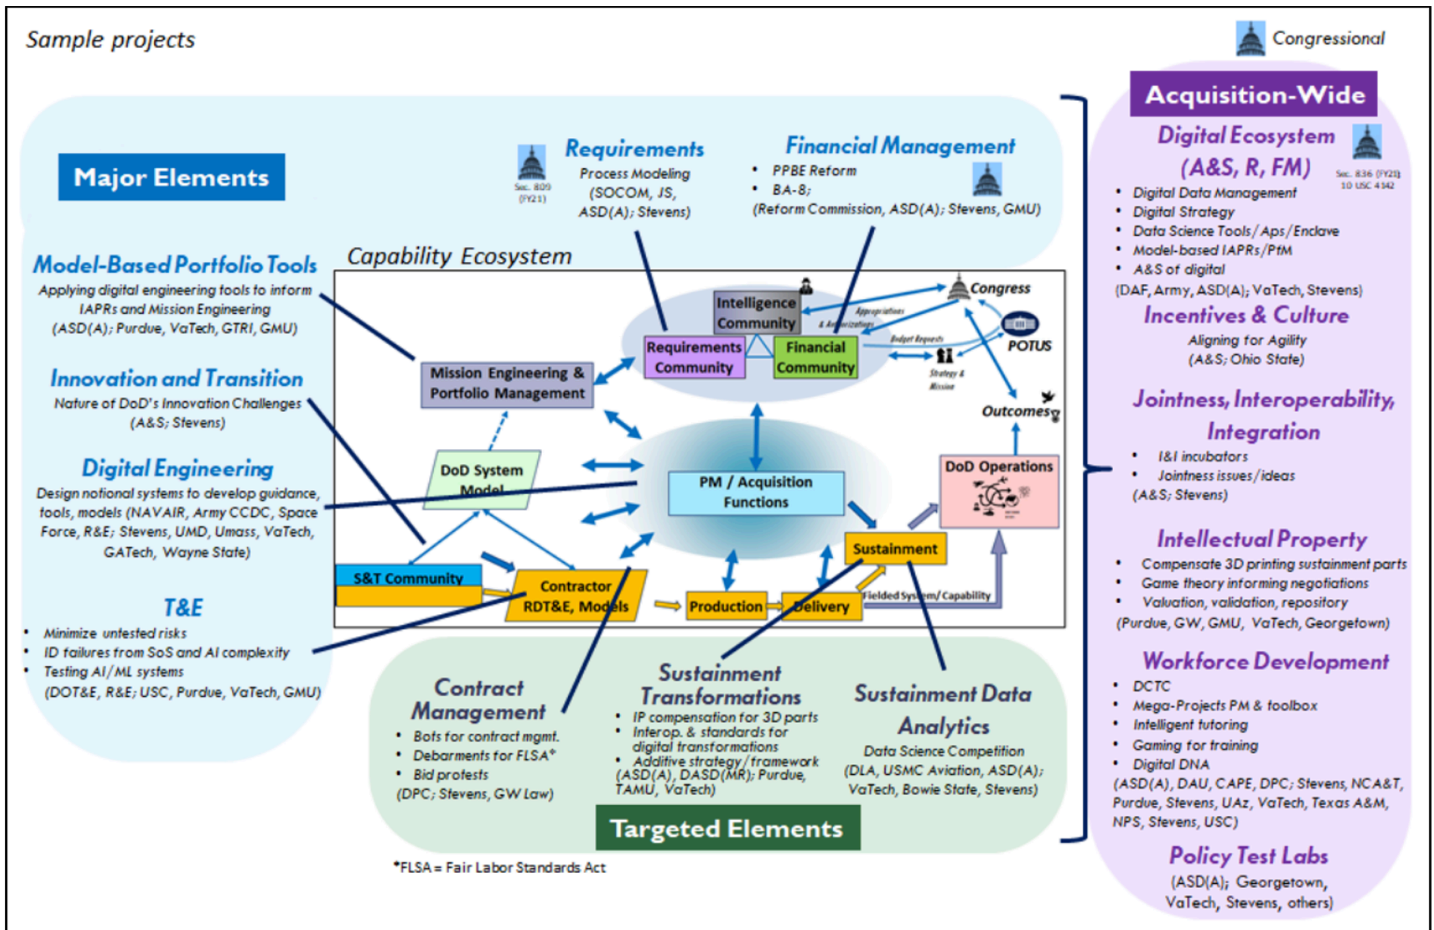 Sample projects
Congressional
Major Elements
Requirements
Process Modeling
(SOCOM, JS,
ASD(A); Stevens)
Sec. 809
(FY21)
Financial Management
• PPBE Reform
• BA-8;
(Reform Commission, ASD(A); Stevens, GMU)
Model-Based Portfolio Tools
Applying digital engineering tools to inform
IAPRs and Mission Engineering
(ASD(A); Purdue, VaTech, GTRI, GMU)
Innovation and Transition
Nature of DoD's Innovation Challenges
(A&S; Stevens)
Digital Engineering
Design notional systems to develop guidance,
tools, models (NAVAIR, Army CCDC, Space
Force, R&E; Stevens, UMD, Umass, VaTech,
GATech, Wayne State)
T&E
• Minimize untested risks
• ID failures from SoS and AI complexity
• Testing AI/ML systems
(DOT&E, R&E; USC, Purdue, VaTech, GMU)
Capability Ecosystem
Intelligence
Community
Requirements
Community
Financial
Community
Congress
Appropriations
& Authorizations
Budget Requests
POTUS
Strategy &
Mission
Outcomes
Mission Engineering &
Portfolio Management
DoD System
Model
PM / Acquisition
Functions
DoD Operations
Sustainment
S&T Community
Contractor
RDT&E, Models
Production
Delivery
Fielded System/Capability
Contract
Management
• Bots for contract mgmt.
• Debarments for FLSA*
• Bid protests
(DPC; Stevens, GW Law)
Sustainment
Transformations
• IP compensation for 3D parts
• Interop. & standards for
digital transformations
• Additive strategy/framework
(ASD(A), DASD(MR); Purdue,
TAMU, VaTech)
Sustainment Data
Analytics
Data Science Competition
(DLA, USMC Aviation, ASD(A);
VaTech, Bowie State, Stevens)
Targeted Elements
*FLSA = Fair Labor Standards Act
Acquisition-Wide
Digital Ecosystem
(A&S, R, FM)
Sec. 836 (FY21);
10 USC 4142
• Digital Data Management
• Digital Strategy
• Data Science Tools/Aps/Enclave
• Model-based IAPRs/PfM
• A&S of digital
(DAF, Army, ASD(A); VaTech, Stevens)
Incentives & Culture
Aligning for Agility
(A&S; Ohio State)
Jointness, Interoperability,
Integration
• I&I incubators
• Jointness issues/ideas
(A&S; Stevens)
Intellectual Property
• Compensate 3D printing sustainment parts
• Game theory informing negotiations
• Valuation, validation, repository
(Purdue, GW, GMU, VaTech, Georgetown)
Workforce Development
• DCTC
• Mega-Projects PM & toolbox
• Intelligent tutoring
• Gaming for training
• Digital DNA
(ASD(A), DAU, CAPE, DPC; Stevens, NCA&T,
Purdue, Stevens, UAz, VaTech, Texas A&M,
NPS, Stevens, USC)
Policy Test Labs
(ASD(A); Georgetown,
VaTech, Stevens, others)